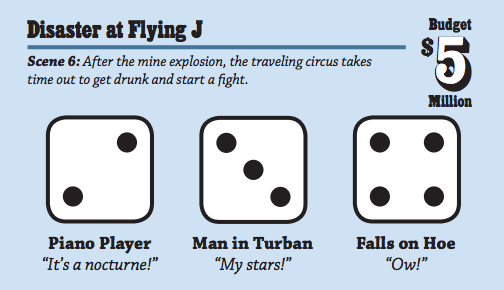 Disaster at Flying J
Budget
$5
Million
Scene 6: After the mine explosion, the traveling circus takes
time out to get drunk and start a fight.
Piano Player
Man in Turban
Falls on Hoe
“It’s a nocturne!”
“My stars!”
“Ow!”